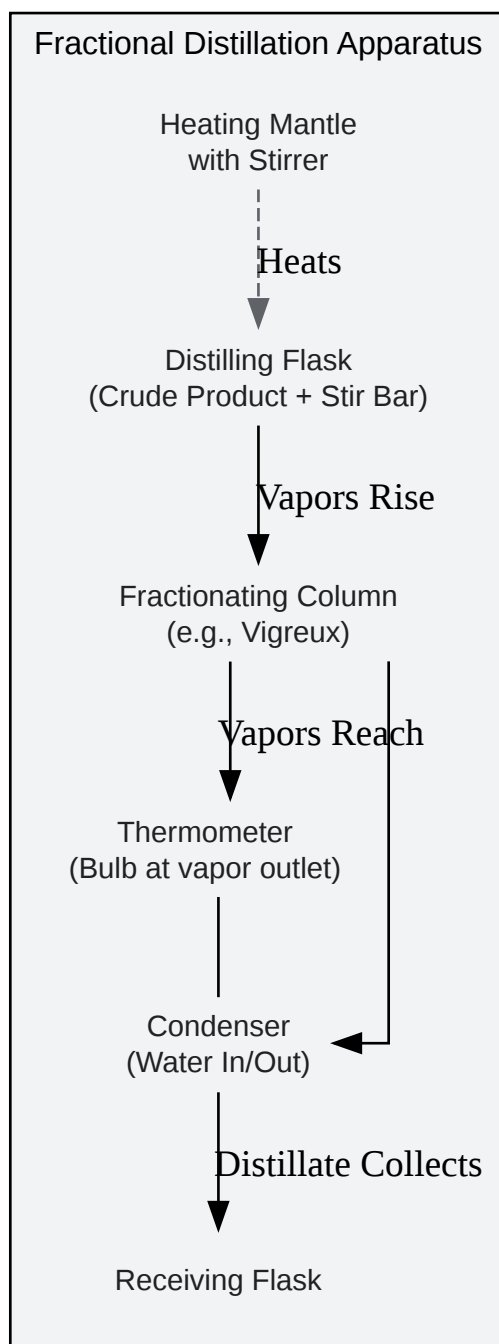 Fractional Distillation Apparatus
Heating Mantle
with Stirrer
Heats
Distilling Flask
(Crude Product + Stir Bar)
Vapors Rise
Fractionating Column
(e.g., Vigreux)
Vapors Reach
Thermometer
(Bulb at vapor outlet)
Condenser
(Water In/Out)
Distillate Collects
Receiving Flask